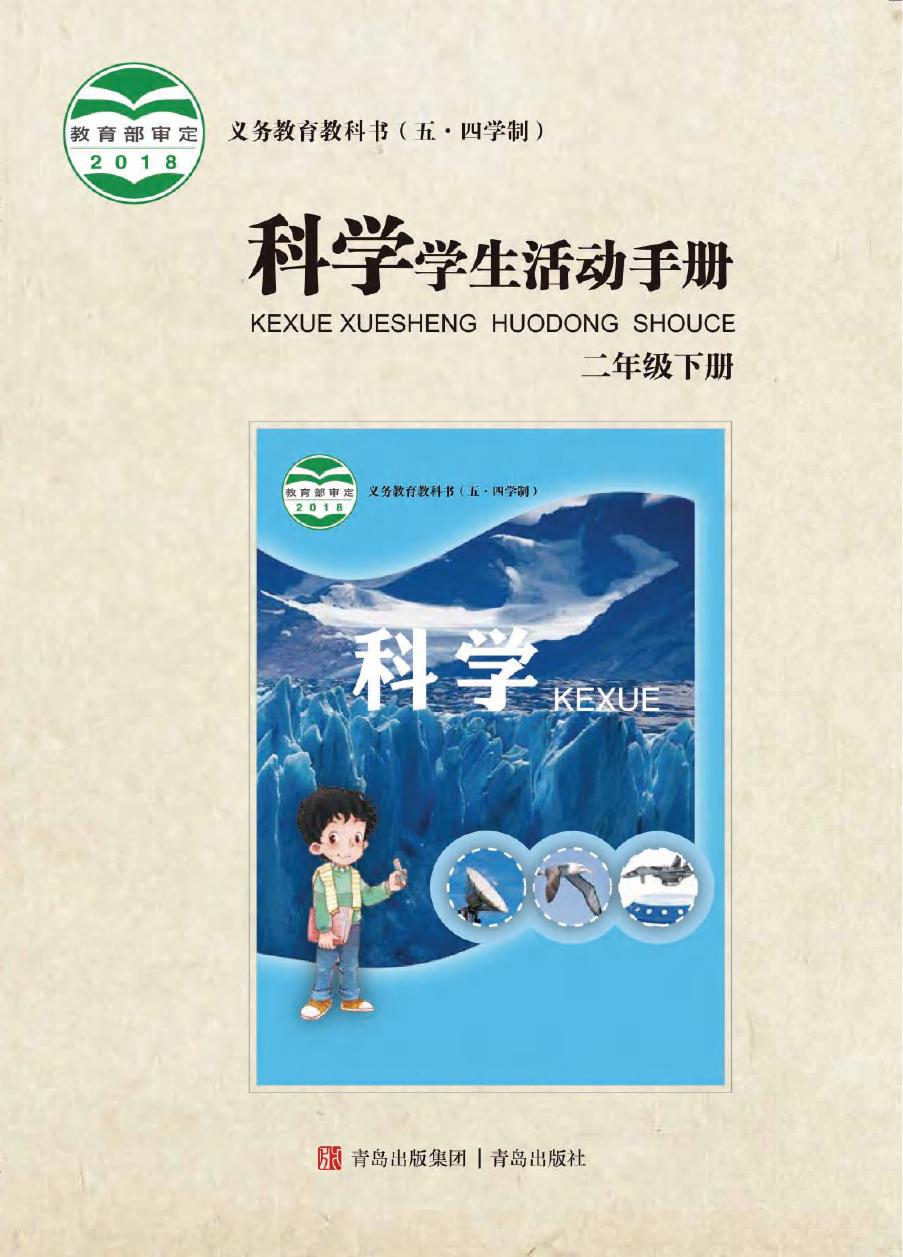 教育部审定
2018
义务教育教科书（五·四学制）
科学学生活动手册
KEXUE XUESHENG HUODONG SHOUCE
二年级下册
教育部审定
2018
义务教育教科书（五·四学制）
科学
KEXUE
青岛出版集团 | 青岛出版社